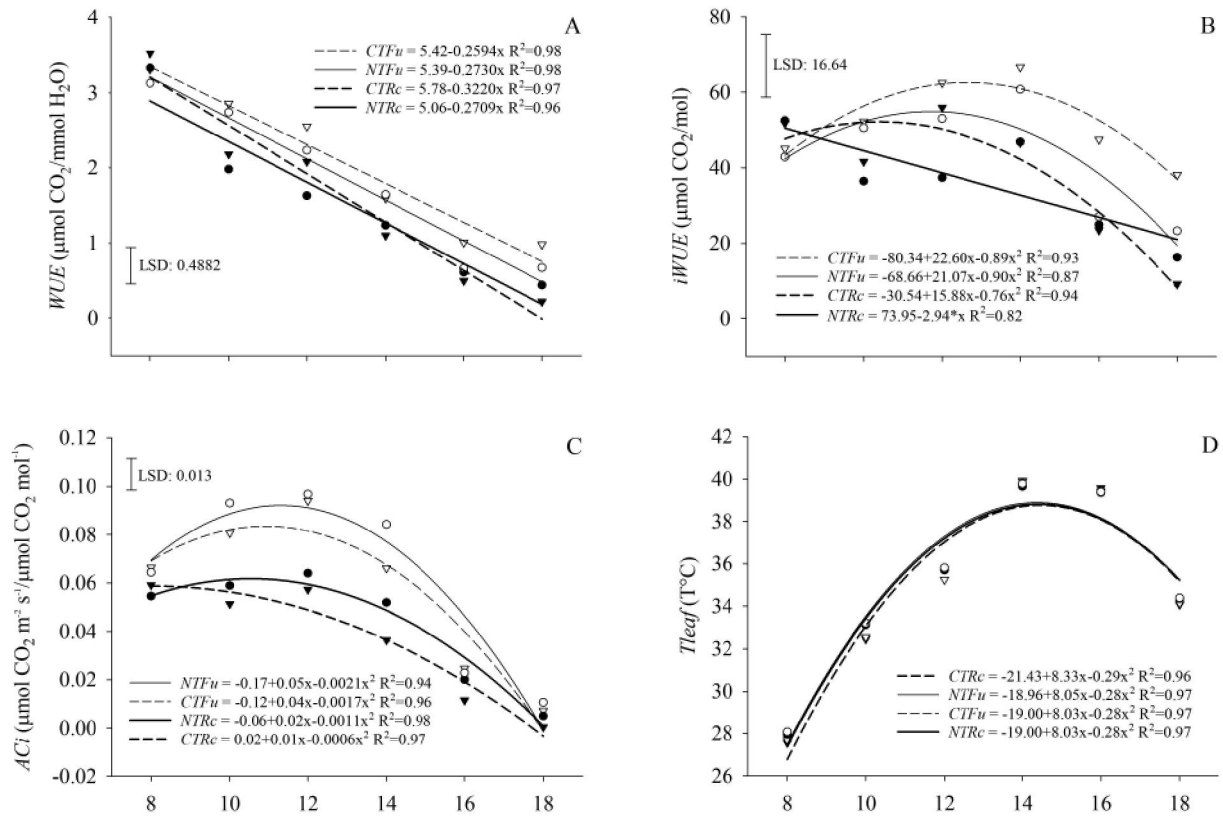 A
4
3
2
1
0
WUE (µmol CO2/mmol H2O)
CTFu = 5.42-0.2594x R2=0.98
NTFu = 5.39-0.2730x R2=0.98
CTRc = 5.78-0.3220x R2=0.97
NTRc = 5.06-0.2709x R2=0.96
LSD: 0.4882
B
80
60
40
20
0
iWUE (µmol CO2/mol)
LSD: 16.64
CTFu = -80.34+22.60x-0.89x2 R2=0.93
NTFu = -68.66+21.07x-0.90x2 R2=0.87
CTRc = -30.54+15.88x-0.76x2 R2=0.94
NTRc = 73.95-2.94*x R2=0.82
C
0.12
0.10
0.08
0.06
0.04
0.02
0.00
-0.02
ACi (µmol CO2 m-2 s-1/µmol CO2 mol-1)
LSD: 0.013
NTFu = -0.17+0.05x-0.0021x2 R2=0.94
CTFu = -0.12+0.04x-0.0017x2 R2=0.96
NTRc = -0.06+0.02x-0.0011x2 R2=0.98
CTRc = 0.02+0.01x-0.0006x2 R2=0.97
8 10 12 14 16 18
D
42
40
38
36
34
32
30
28
26
Tleaf (T°C)
CTRc = -21.43+8.33x-0.29x2 R2=0.96
NTFu = -18.96+8.05x-0.28x2 R2=0.97
CTFu = -19.00+8.03x-0.28x2 R2=0.97
NTRc = -19.00+8.03x-0.28x2 R2=0.97
8 10 12 14 16 18